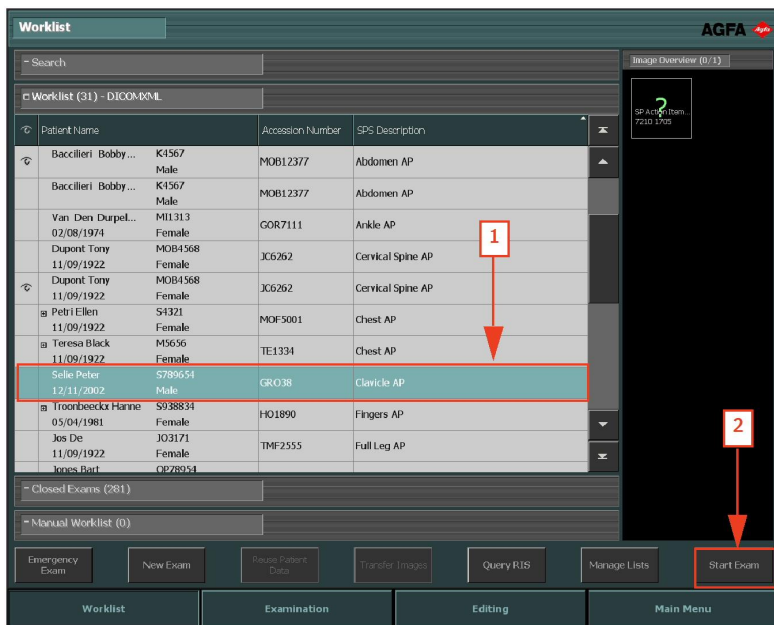 Worklist
AGFA
Agfa
- Search
Image Overview (0/1)
Worklist (31) - DICOMXML
Patient Name Accession Number SPS Description
?
SP Action Item...
7210 1705
Baccilieri Bobby... K4567 MOB12377 Abdomen AP
Male
Baccilieri Bobby... K4567 MOB12377 Abdomen AP
Male
Van Den Durpel... MI1313 GOR7111 Ankle AP
02/08/1974 Female
1
Dupont Tony MOB4568 JC6262 Cervical Spine AP
11/09/1922 Female
Dupont Tony MOB4568 JC6262 Cervical Spine AP
11/09/1922 Female
Petri Ellen S4321 MOF5001 Chest AP
11/09/1922 Female
Teresa Black M5656 TE1334 Chest AP
11/09/1922 Female
Selie Peter S789654 GRO38 Clavicle AP
12/11/2002 Male
Troonbeeckx Hanne S938834 HO1890 Fingers AP
05/04/1981 Female
2
Jos De JO3171 TMF2555 Full Leg AP
11/09/1922 Female
Jones Bart OP78954
- Closed Exams (281)
- Manual Worklist (0)
Emergency Exam New Exam Reuse Patient Data Transfer Images Query RIS Manage Lists Start Exam
Worklist Examination Editing Main Menu